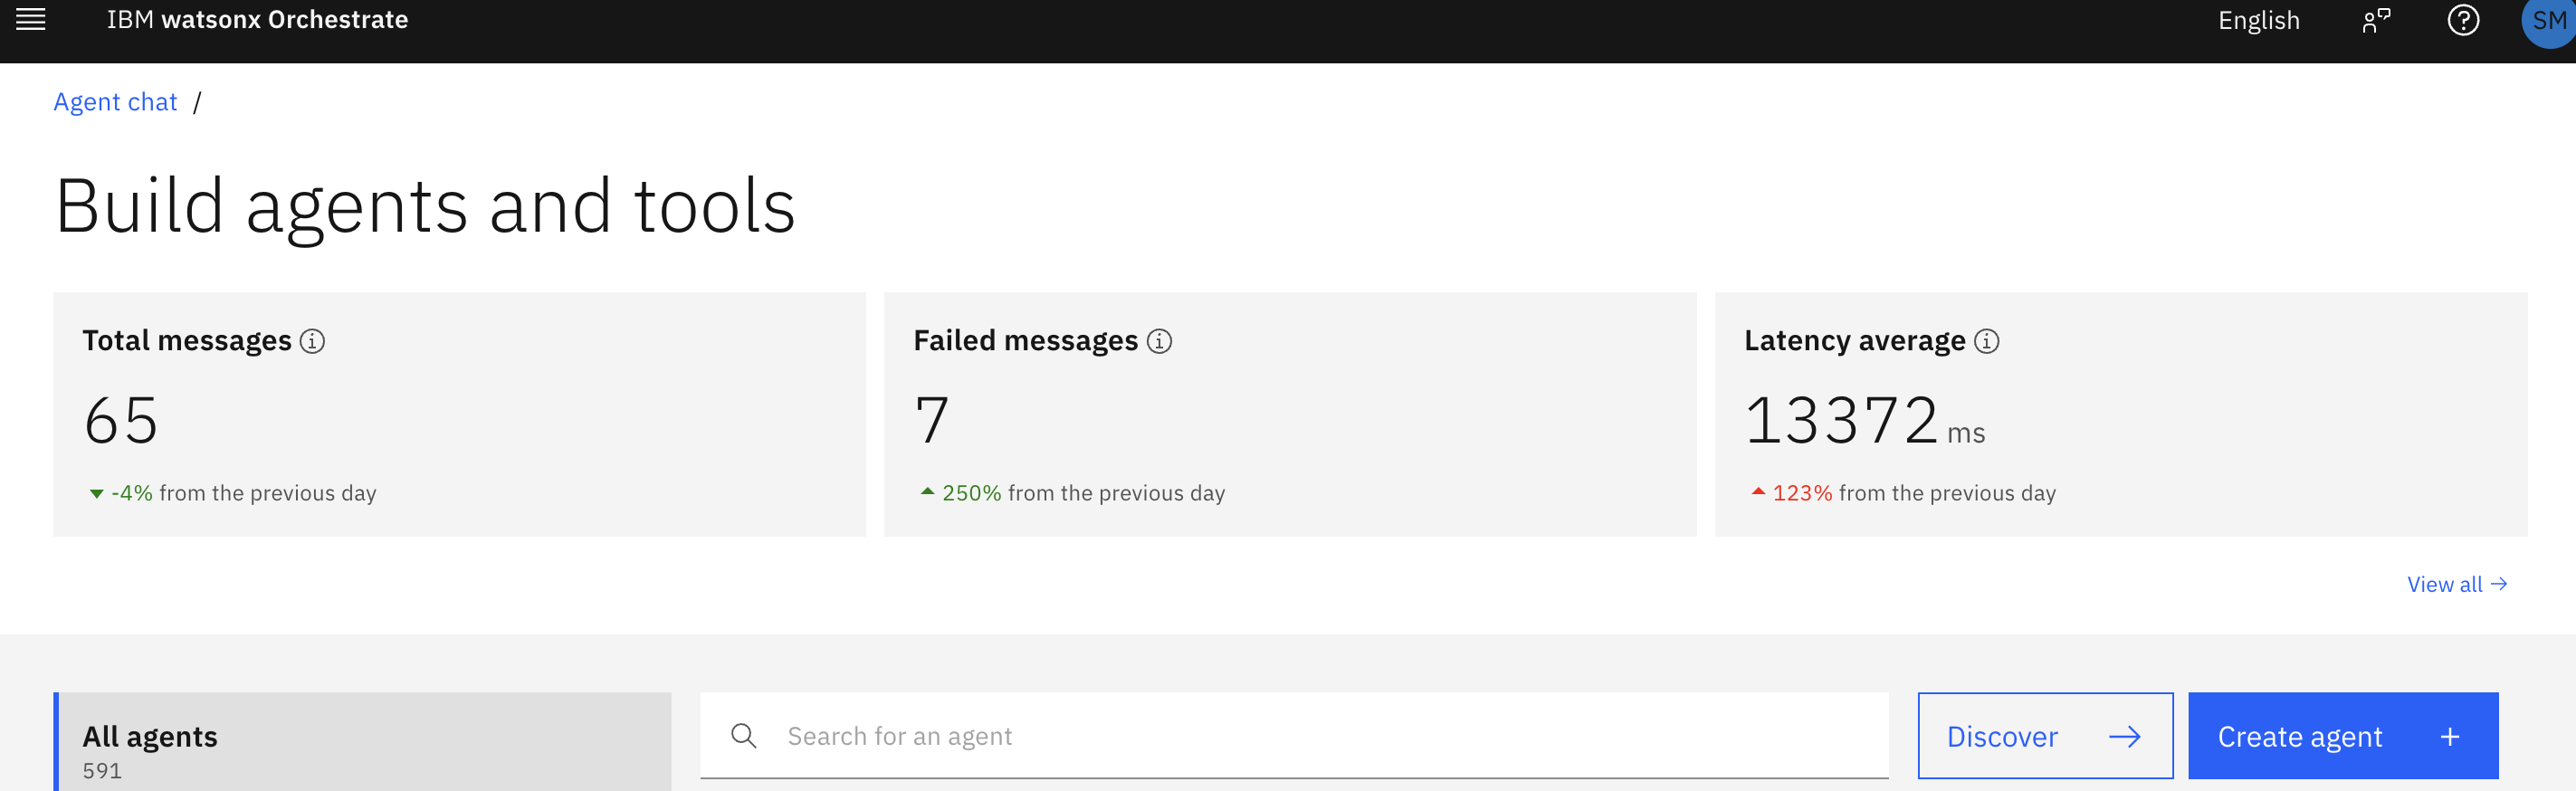 IBM watsonx Orchestrate
English
SM
Agent chat /
Build agents and tools
Total messages
65
-4% from the previous day
Failed messages
7
250% from the previous day
Latency average
13372 ms
123% from the previous day
View all
All agents
591
Search for an agent
Discover
Create agent +